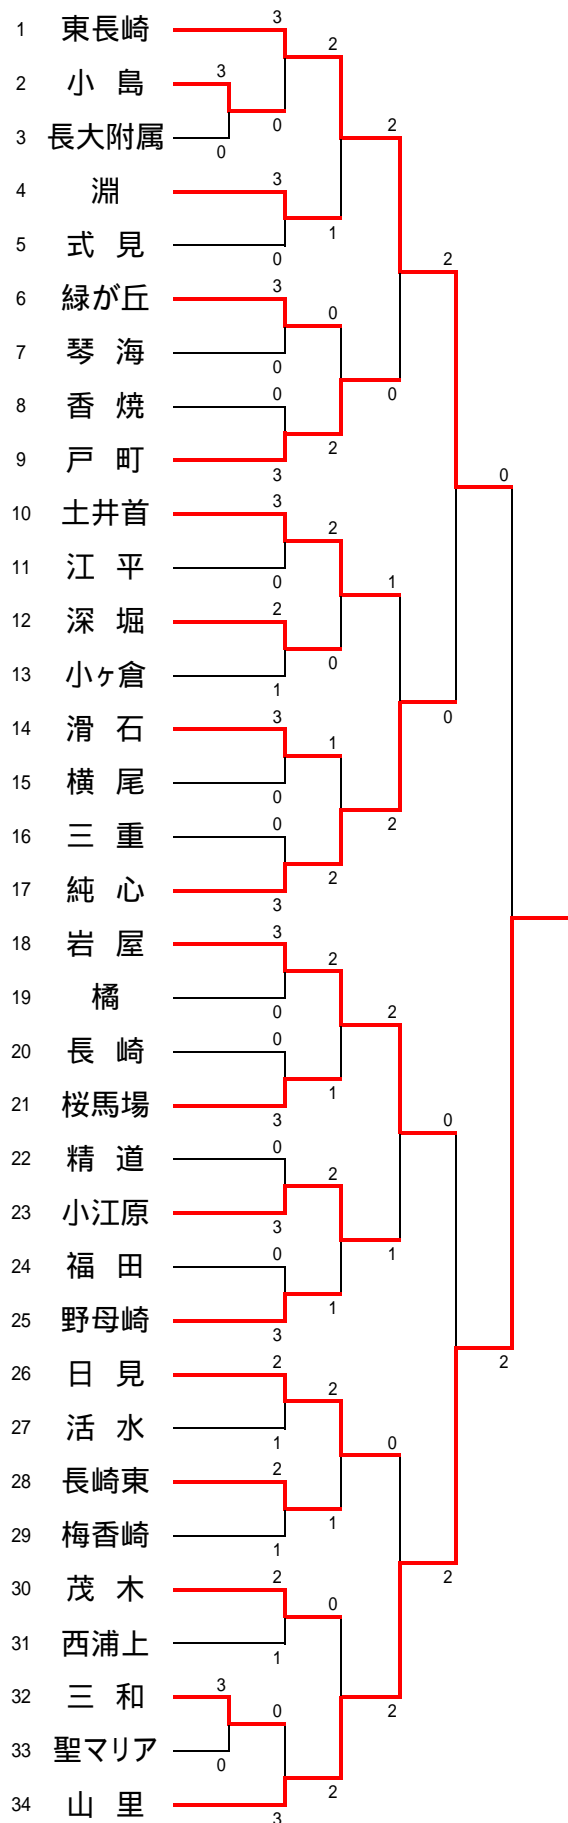 3
1 東長崎
2
3
2 小 島
2
0
3 長大附属
0
3
4 淵
1
2
5 式 見
0
3
6 緑が丘
0
7 琴 海
0
0
8 香 焼
0
2
9 戸 町
3
0
3
10 土井首
2
11 江 平
0
1
2
12 深 堀
0
13 小ヶ倉
1
3
0
14 滑 石
1
15 横 尾
0
0
2
16 三 重
2
17 純 心
3
3
18 岩 屋
2
19 橘
0
2
0
20 長 崎
1
21 桜馬場
3
0
0
22 精 道
2
23 小江原
3
0
1
24 福 田
1
25 野母崎
3
2
2
26 日 見
2
27 活 水
1
0
2
28 長崎東
1
29 梅香崎
1
2
2
30 茂 木
0
31 西浦上
1
3
32 三 和
0
2
33 聖マリア
0
2
34 山 里
3